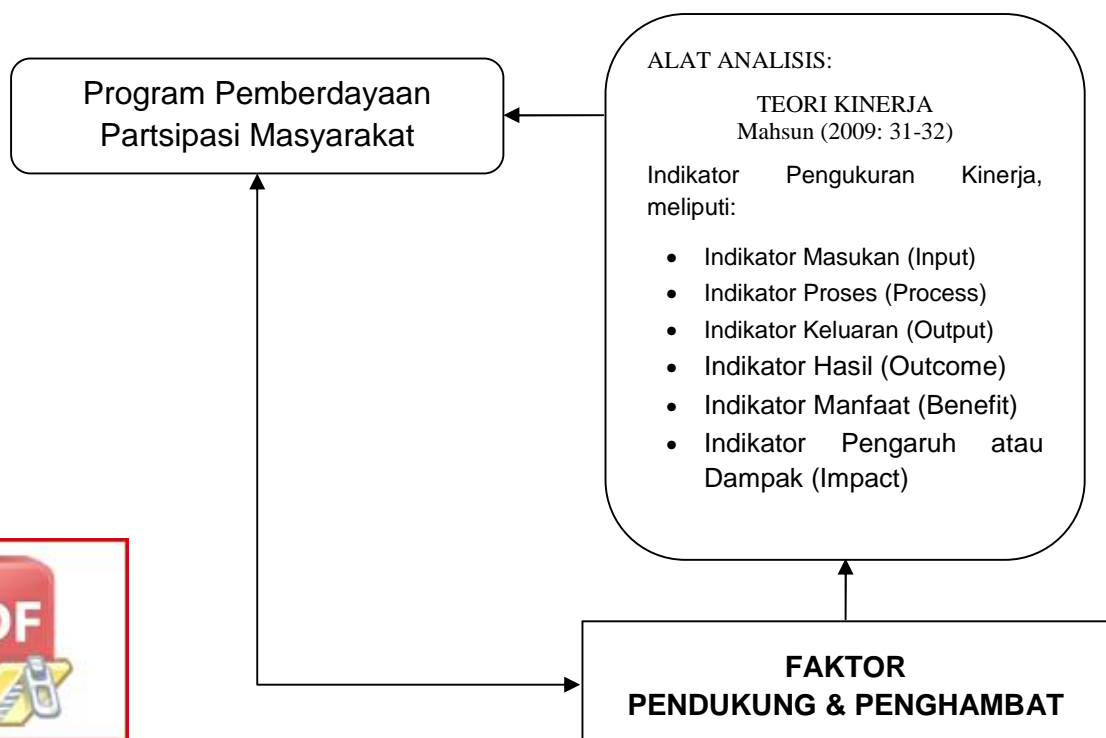 Program Pemberdayaan
Partsipasi Masyarakat
ALAT ANALISIS:
TEORI KINERJA
Mahsun (2009: 31-32)
Indikator Pengukuran Kinerja,
meliputi:
• Indikator Masukan (Input)
• Indikator Proses (Process)
• Indikator Keluaran (Output)
• Indikator Hasil (Outcome)
• Indikator Manfaat (Benefit)
• Indikator Pengaruh atau
Dampak (Impact)
DF
FAKTOR
PENDUKUNG & PENGHAMBAT